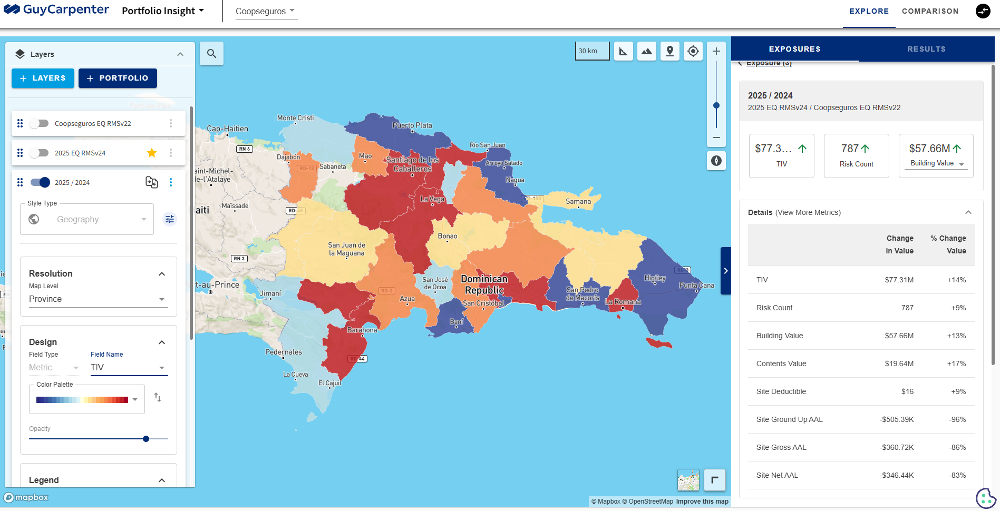 GuyCarpenter
Portfolio Insight
Coopseguros
EXPLORE
COMPARISON
Layers
+ LAYERS
+ PORTFOLIO
Port-de-Paix
Coopseguros EQ RMSv22
2025 EQ RMSv24
2025 / 2024
Style Type
Geography
Resolution
Map Level
Province
Design
Field Type
Field Name
Metric
TIV
Color Palette
Opacity
Legend
mapbox
30 km
Monte Cristi
Cap-Haitien
Puerto Plata
RN 6
Río San Juan
Dajabón
Mao
Santiago de los
Caballeros
Arroyo Salado
RD-18
Sabaneta
aint-Michel-
e-l'Atalaye
Nagua
La Vega
RD-133
Samana
Maïssade
aiti
RD-45
Bonao
San Juan de
la Maguana
RN 3
Higüey
RD-3
t-au-Prince
San José
de Ocoa
Dominican
Republic
Punta Cana
Jimaní
RD-2
Azua
San Pedro
de Macorís
La Romana
San Cristóbal
Baní
Barahona
Pedernales
RD-44
La Cueva
El Cajuil
© Mapbox © OpenStreetMap Improve this map
EXPOSURES
RESULTS
Exposure (3)
2025 / 2024
2025 EQ RMSv24 / Coopseguros EQ RMSv22
$77.3...
TIV
787
Risk Count
$57.66M
Building Value
Details (View More Metrics)
Change
in Value
% Change
Value
TIV $77.31M +14%
Risk Count 787 +9%
Building Value $57.66M +13%
Contents Value $19.64M +17%
Site Deductible $16 +9%
Site Ground Up AAL -$505.39K -96%
Site Gross AAL -$360.72K -86%
Site Net AAL -$346.44K -83%